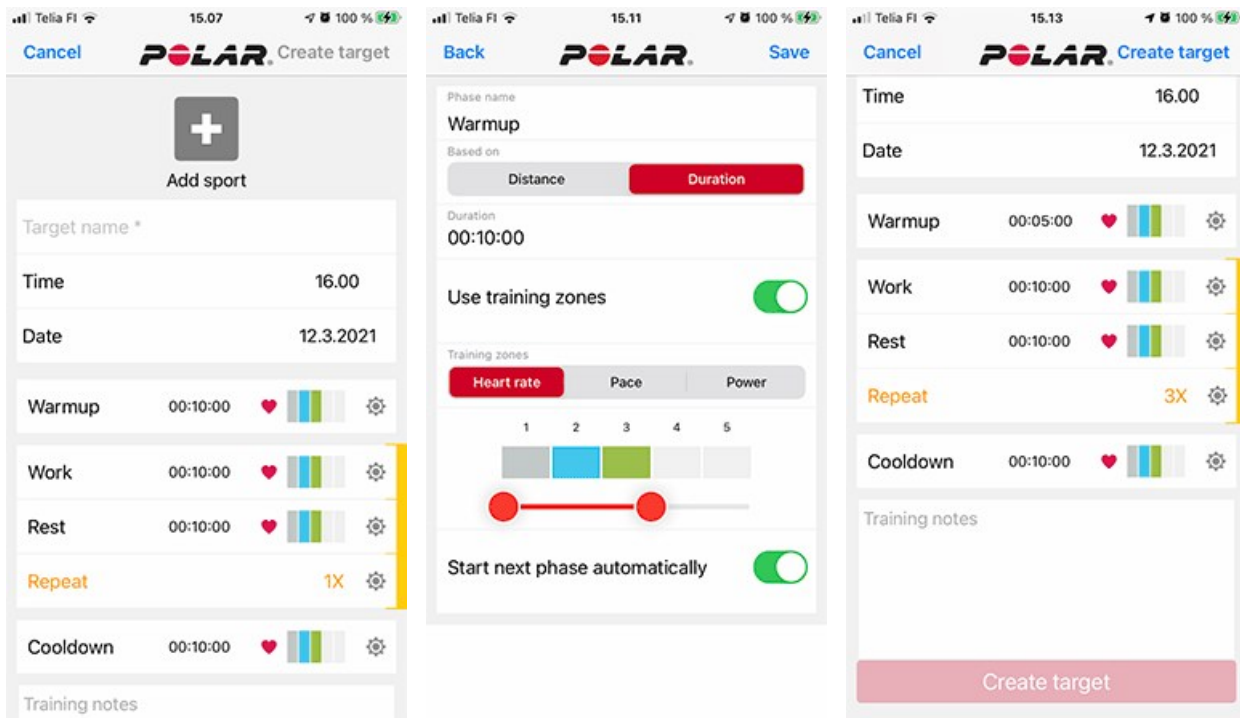 Telia FI 15.07 100 %
Cancel POLAR. Create target
Add sport
Target name *
Time 16.00
Date 12.3.2021
Warmup 00:10:00
Work 00:10:00
Rest 00:10:00
Repeat 1X
Cooldown 00:10:00
Training notes
Telia FI 15.11 100 %
Back POLAR. Save
Phase name
Warmup
Based on
Distance Duration
Duration
00:10:00
Use training zones
Training zones
Heart rate Pace Power
1 2 3 4 5
Start next phase automatically
Telia FI 15.13 100 %
Cancel POLAR. Create target
Time 16.00
Date 12.3.2021
Warmup 00:05:00
Work 00:10:00
Rest 00:10:00
Repeat 3X
Cooldown 00:10:00
Training notes
Create target